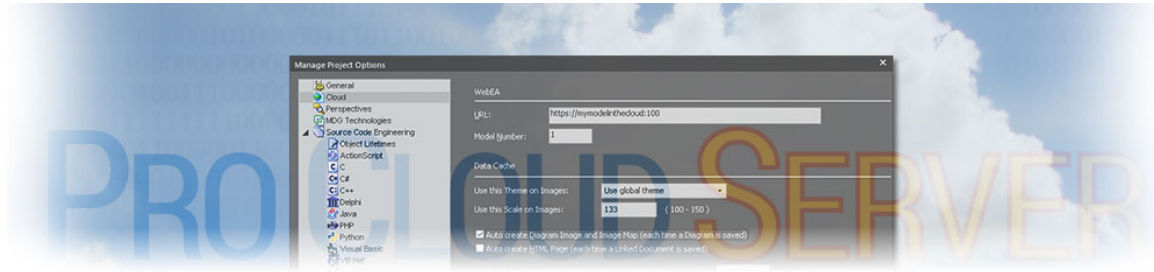 Manage Project Options
General
Cloud
Perspectives
MDG Technologies
Source Code Engineering
Object Lifetimes
ActionScript
C
C#
C++
Delphi
Java
PHP
Python
Visual Basic
VB.Net
WebEA
URL: https://mymodelinthecloud:100
Model Number: 1
Data Cache
Use this Theme on Images: Use global theme
Use this Scale on Images: 133 ( 100 - 150 )
Auto create Diagram Image and Image Map (each time a Diagram is saved)
Auto create HTML Page (each time a Linked Document is saved)
PRO CLOUD SERVER